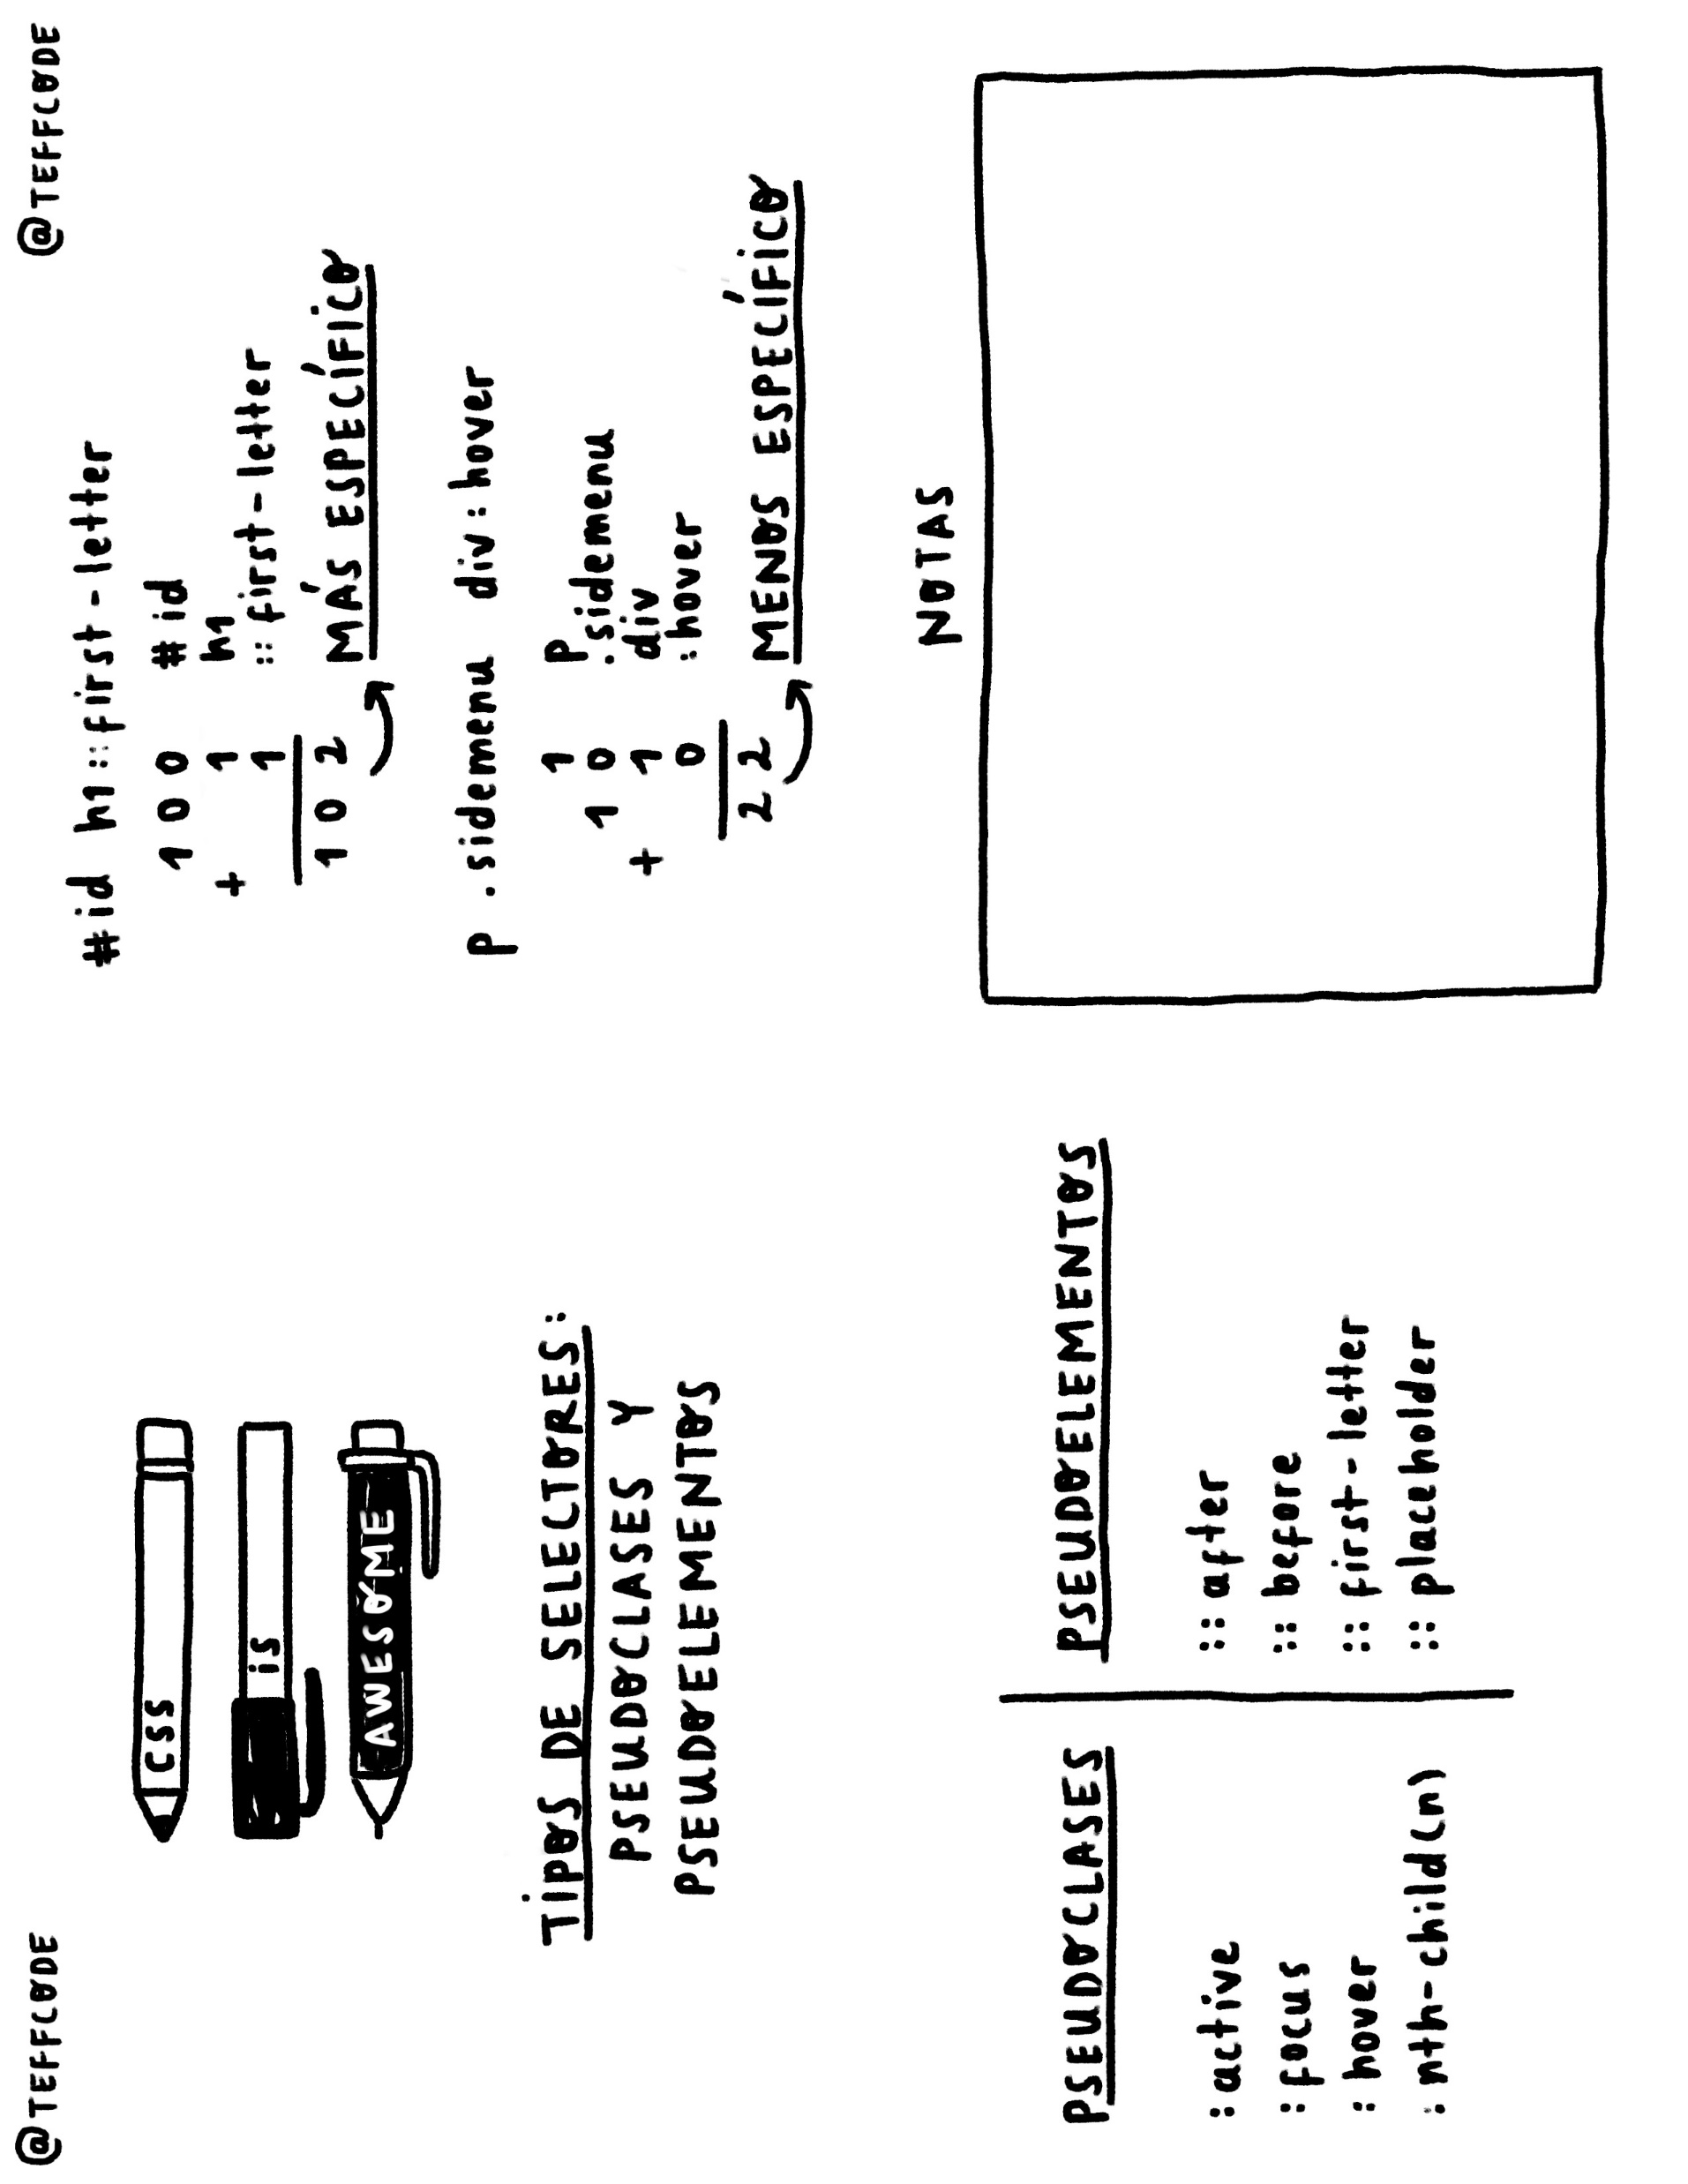 @TEFFCODE
CSS
is
AWESOME
TIPOS DE SELECTORES:
PSEUDOCLASES Y
PSEUDOELEMENTOS
PSEUDOCLASES
:active
:focus
:hover
:nth-child(n)
PSEUDOELEMENTOS
::after
::before
::first-letter
::placeholder
@TEFFCODE
#id h1::first-letter
100 #id
+ 1 h1
1 ::first-letter
102 MÁS ESPECÍFICO
p .sidemenu div:hover
1 P
10 .sidemenu
+ 1 div
0 :hover
22 MENOS ESPECÍFICO
NOTAS